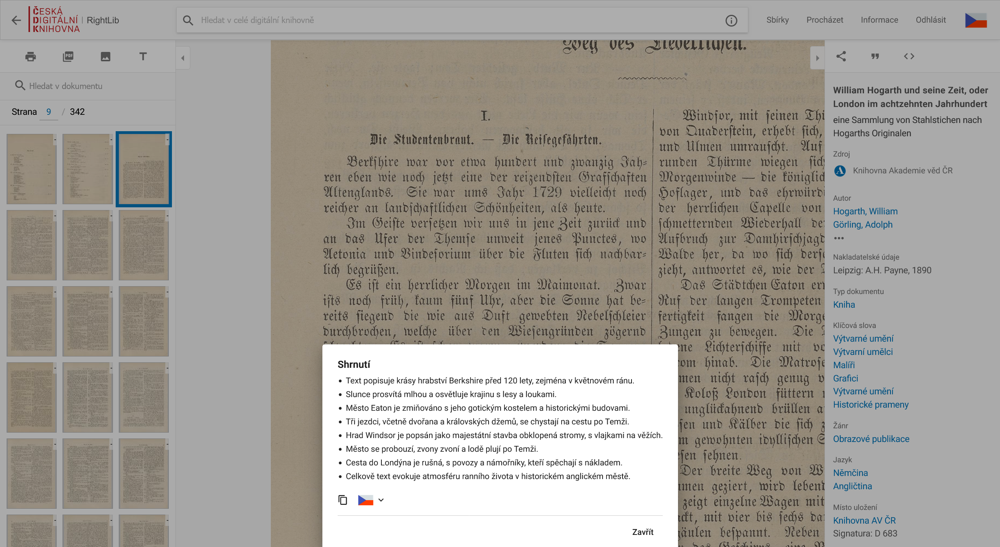 ČESKÁ
DIGITÁLNÍ
KNIHOVNA
RightLib
Hledat v celé digitální knihovně
Sbírky
Procházet
Informace
Odhlásit
PDF
T
Hledat v dokumentu
Strana 9 / 342
Weg des Liederlichen.
I.
Die Studentenbraut. — Die Reisegefährten.
Berkshire war vor etwa hundert und zwanzig Jah-
ren eben wie noch jetzt eine der reizendsten Grafschaften
Altenglands. Sie war ums Jahr 1729 vielleicht noch
reicher an landschaftlichen Schönheiten, als heute.
Im Geiste versetzen wir uns in jene Zeit zurück und
an das Ufer der Themse unweit jenes Punctes, wo
Aetonia und Vindesorium über die Fluten sich nachbar-
lich begrüßen.
Es ist ein herrlicher Morgen im Maimonat. Zwar
ists noch früh, kaum fünf Uhr, aber die Sonne hat be-
reits siegend die wie aus Duft gewebten Nebelschleier
durchbrochen, welche über den Wiesengründen zögernd
Windsor, mit seinen Thi
von Quaderstein, erhebt sich,
und Ulmen umrauscht. Auf
runden Thürme wiegen sich
Morgenwinde — die königlic
Hoflager, und das ehrwürdi
der herrlichen Capelle von
schmetternden Wiederhall de
Aufbruch zur Damhirschjagd
Walde her, da wo sich ders
zieht, antwortet es, wie der
Das Städtchen Eaton er
Ruf der langen Trompeten
fertigkeit fangen die Morge
Zungen zu bewegen. Die
ene Lichterschiffe mit vo
rom hinab. Die Matrose
men nicht rasch genug v
Koloß London füttern
unglückahnend brüllen a
sen und Kälber die sich z
m gewohnten idyllischen S
esen sehnen.
Der breite Weg von W
umen geziert, wird lebend
zeigt einzelne Wagen mit
ackt, mit vier bis sechs da
gäulen bespannt. Neben
des Geschirrs, eine
Shrnutí
• Text popisuje krásy hrabství Berkshire před 120 lety, zejména v květnovém ránu.
• Slunce prosvítá mlhou a osvětluje krajinu s lesy a loukami.
• Město Eaton je zmiňováno s jeho gotickým kostelem a historickými budovami.
• Tři jezdci, včetně dvořana a královských džemů, se chystají na cestu po Temži.
• Hrad Windsor je popsán jako majestátní stavba obklopená stromy, s vlajkami na věžích.
• Město se probouzí, zvony zvoní a lodě plují po Temži.
• Cesta do Londýna je rušná, s povozy a námořníky, kteří spěchají s nákladem.
• Celkově text evokuje atmosféru ranního života v historickém anglickém městě.
Zavřít
William Hogarth und seine Zeit, oder
London im achtzehnten Jahrhundert
eine Sammlung von Stahlstichen nach
Hogarths Originalen
Zdroj
Knihovna Akademie věd ČR
Autor
Hogarth, William
Görling, Adolph
Nakladatelské údaje
Leipzig: A.H. Payne, 1890
Typ dokumentu
Kniha
Klíčová slova
Výtvarné umění
Výtvarní umělci
Malíři
Grafici
Výtvarné umění
Historické prameny
Žánr
Obrazové publikace
Jazyk
Němčina
Angličtina
Místo uložení
Knihovna AV ČR
Signatura: D 683